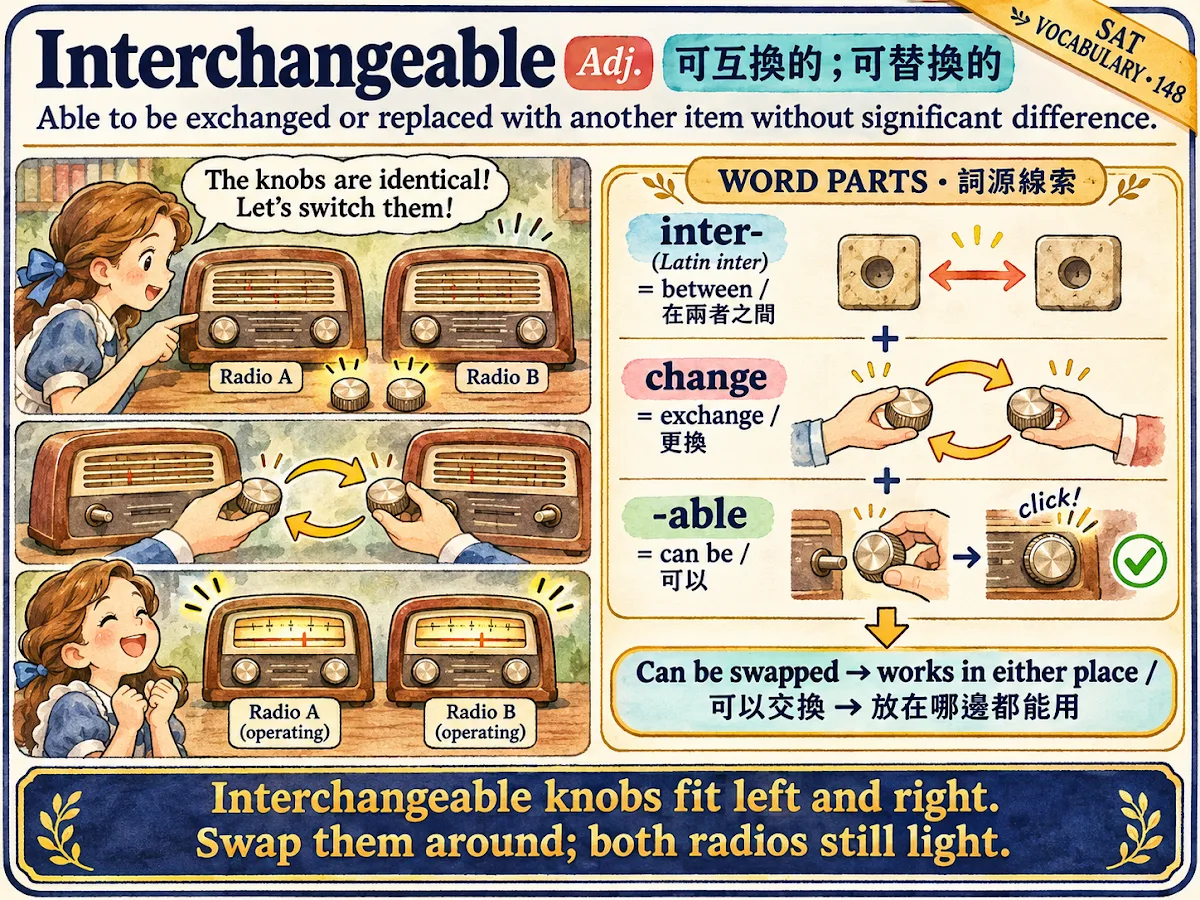 Interchangeable Adj. 可互換的；可替換的
SAT
VOCABULARY · 148
Able to be exchanged or replaced with another item without significant difference.
The knobs are identical!
Let's switch them!
Radio A
Radio B
Radio A
(operating)
Radio B
(operating)
WORD PARTS · 詞源線索
inter-
(Latin inter)
= between /
在兩者之間
+
change
= exchange /
更換
+
-able
= can be /
可以
click!
Can be swapped → works in either place /
可以交換 → 放在哪邊都能用
Interchangeable knobs fit left and right.
Swap them around; both radios still light.